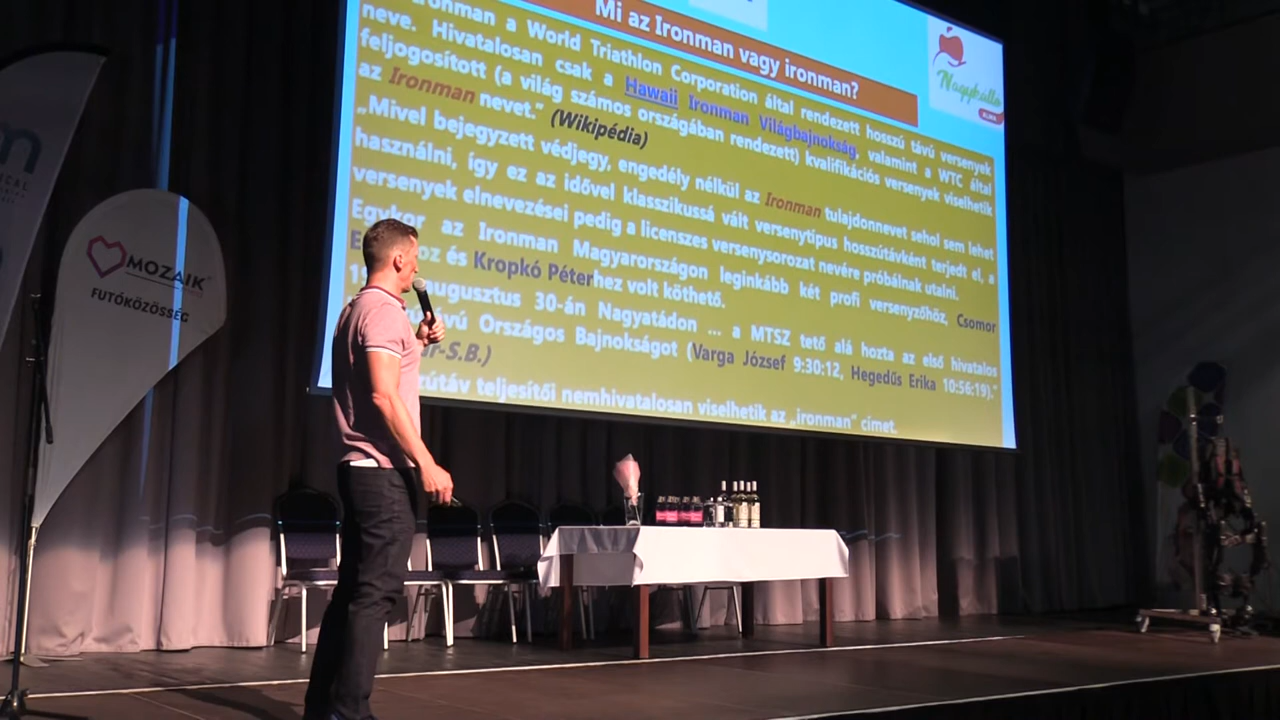 Mi az Ironman vagy ironman?
Ironman a World Triathlon Corporation által rendezett hosszú távú versenyek
neve. Hivatalosan csak a Hawaii Ironman Világbajnokság, valamint a WTC által
feljogosított (a világ számos országában rendezett) kvalifikációs versenyek viselhetik
az Ironman nevet." (Wikipédia)
„Mivel bejegyzett védjegy, engedély nélkül az Ironman tulajdonnevet sehol sem lehet
használni, így ez az idővel klasszikussá vált versenytípus hosszútávként terjedt el, a
versenyek elnevezései pedig a licenszes versenysorozat nevére próbálnak utalni.
Egykor az Ironman Magyarországon leginkább két profi versenyzőhöz, Csomor
és Kropkó Péterhez volt köthető.
augusztus 30-án Nagyatádon ... a MTSZ tető alá hozta az első hivatalos
távú Országos Bajnokságot (Varga József 9:30:12, Hegedűs Erika 10:56:19)."
S.B.)
teljesítői nemhivatalosan viselhetik az „ironman" címet.
Nagykálló
MOZAIK
FUTÓKÖZÖSSÉG